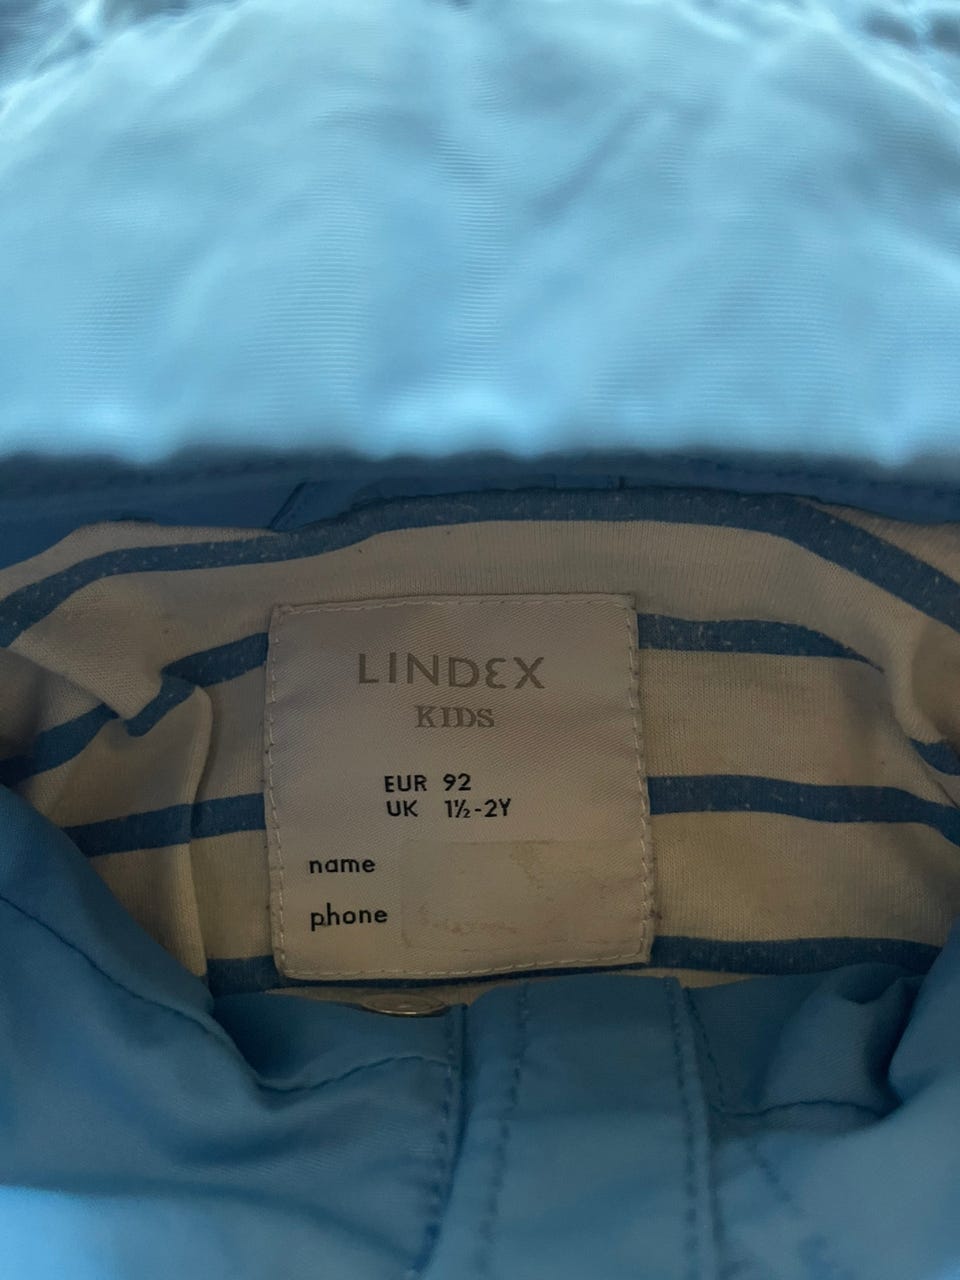 LINDEX
KIDS
EUR 92
UK 1½-2Y
name
phone